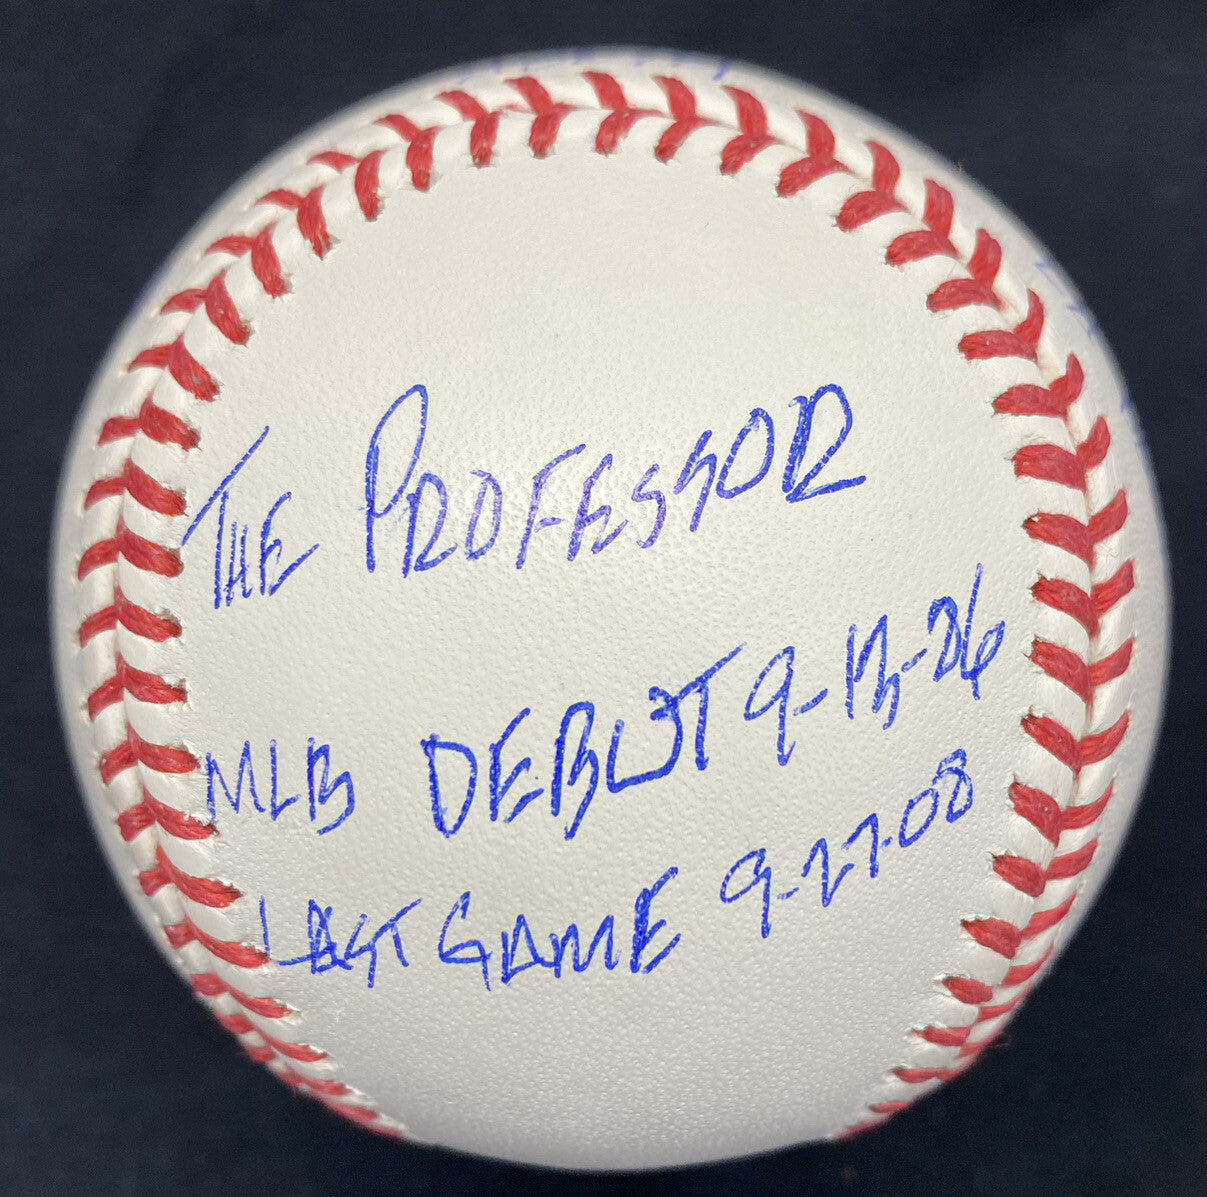 THE PROFESSOR
MLB DEBUT 9-13-86
LAST GAME 9-27-08